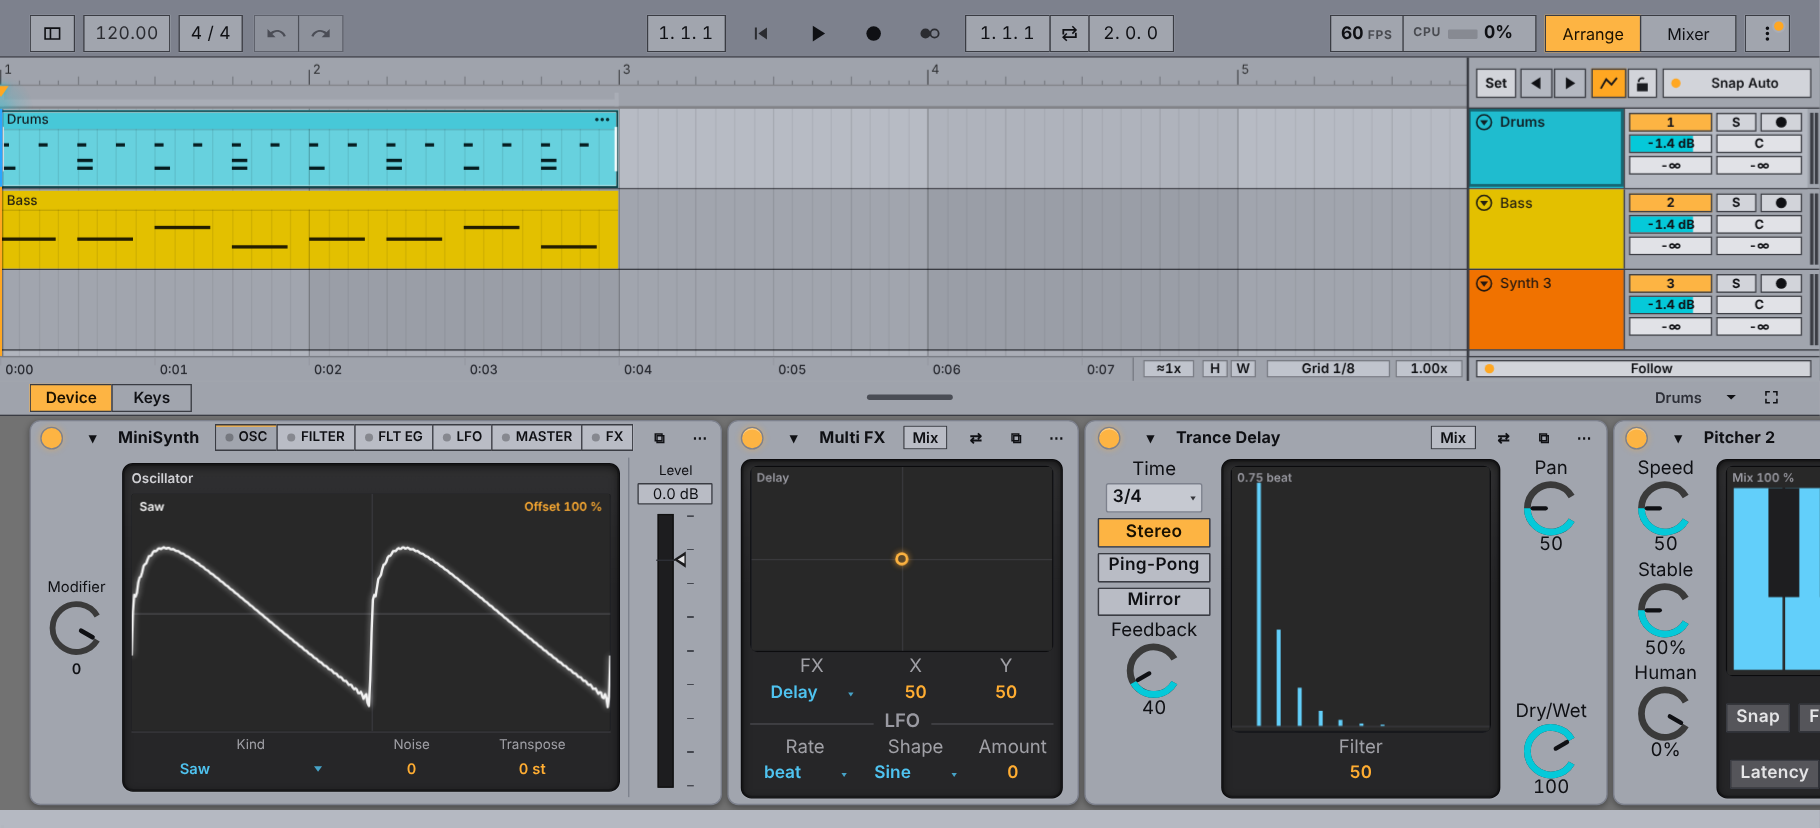 120.00 4 / 4 1. 1. 1 1. 1. 1 2. 0. 0 60 FPS CPU 0% Arrange Mixer
1 2 3 4 5 Set Snap Auto
Drums Drums 1 S
-1.4 dB C
-∞ -∞
Bass Bass 2 S
-1.4 dB C
-∞ -∞
Synth 3 3 S
-1.4 dB C
-∞ -∞
0:00 0:01 0:02 0:03 0:04 0:05 0:06 0:07 ≈1x H W Grid 1/8 1.00x Follow
Device Keys Drums
MiniSynth OSC FILTER FLT EG LFO MASTER FX
Level
0.0 dB
Oscillator
Saw Offset 100 %
Modifier
0
Kind Noise Transpose
Saw 0 0 st
Multi FX Mix
Delay
FX X Y
Delay 50 50
LFO
Rate Shape Amount
beat Sine 0
Trance Delay Mix
Time
3/4
Stereo
Ping-Pong
Mirror
Feedback
40
0.75 beat
Filter
50
Pan
50
Dry/Wet
100
Pitcher 2
Speed
50
Stable
50%
Human
0%
Mix 100 %
Snap F
Latency